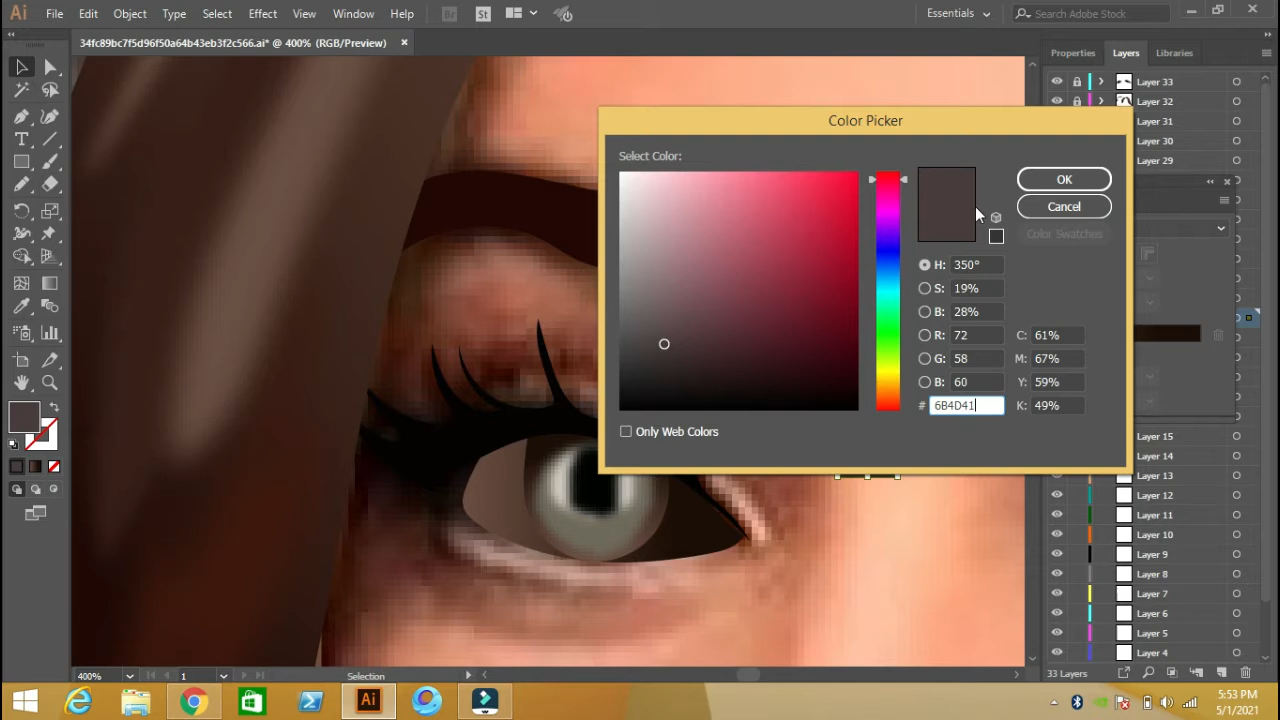 Ai File Edit Object Type Select Effect View Window Help Br St Essentials Search Adobe Stock
34fc89bc7f5d96f50a64b43eb3f2c566.ai* @ 400% (RGB/Preview)
Properties Layers Libraries
Layer 33
Layer 32
Layer 31
Layer 30
Layer 29
Color Picker
Select Color:
OK
Cancel
Color Swatches
H: 350°
S: 19%
B: 28%
R: 72 C: 61%
G: 58 M: 67%
B: 60 Y: 59%
# 6B4D41 K: 49%
Only Web Colors
Layer 15
Layer 14
Layer 13
Layer 12
Layer 11
Layer 10
Layer 9
Layer 8
Layer 7
Layer 6
Layer 5
Layer 4
400% 1 Selection 33 Layers
Ai
5:53 PM
5/1/2021